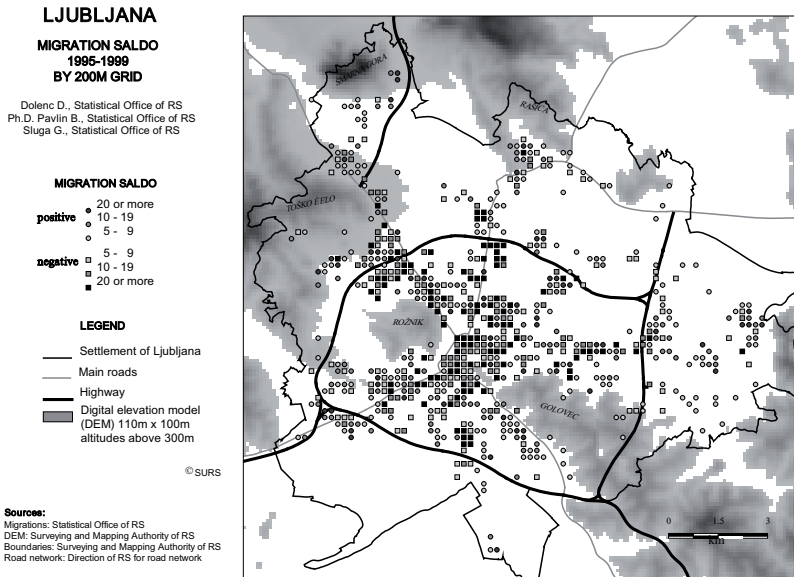 LJUBLJANA
MIGRATION SALDO
1995-1999
BY 200M GRID
Dolenc D., Statistical Office of RS
Ph.D. Pavlin B., Statistical Office of RS
Sluga G., Statistical Office of RS
MIGRATION SALDO
positive
20 or more
10 - 19
5 - 9
negative
5 - 9
10 - 19
20 or more
LEGEND
Settlement of Ljubljana
Main roads
Highway
Digital elevation model
(DEM) 110m x 100m
altitudes above 300m
© SURS
Sources:
Migrations: Statistical Office of RS
DEM: Surveying and Mapping Authority of RS
Boundaries: Surveying and Mapping Authority of RS
Road network: Direction of RS for road network
ŠMARNA GORA
RAŠICA
TOŠKO ÈELO
ROŽNIK
GOLOVEC
0 1.5 3
km